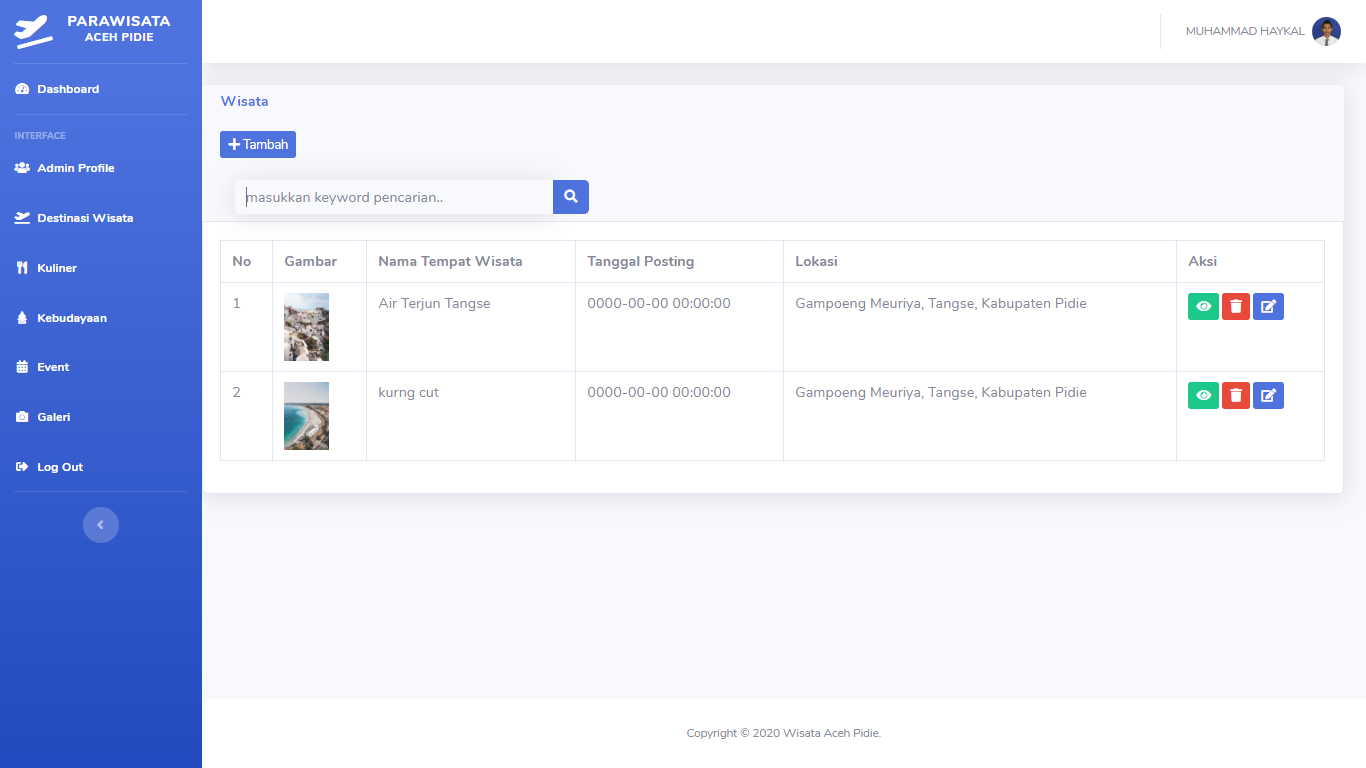 PARAWISATA
ACEH PIDIE
MUHAMMAD HAYKAL
Dashboard
INTERFACE
Admin Profile
Destinasi Wisata
Kuliner
Kebudayaan
Event
Galeri
Log Out
Wisata
Tambah
masukkan keyword pencarian..
No Gambar Nama Tempat Wisata Tanggal Posting Lokasi Aksi
1 Air Terjun Tangse 0000-00-00 00:00:00 Gampoeng Meuriya, Tangse, Kabupaten Pidie
2 kurng cut 0000-00-00 00:00:00 Gampoeng Meuriya, Tangse, Kabupaten Pidie
Copyright © 2020 Wisata Aceh Pidie.